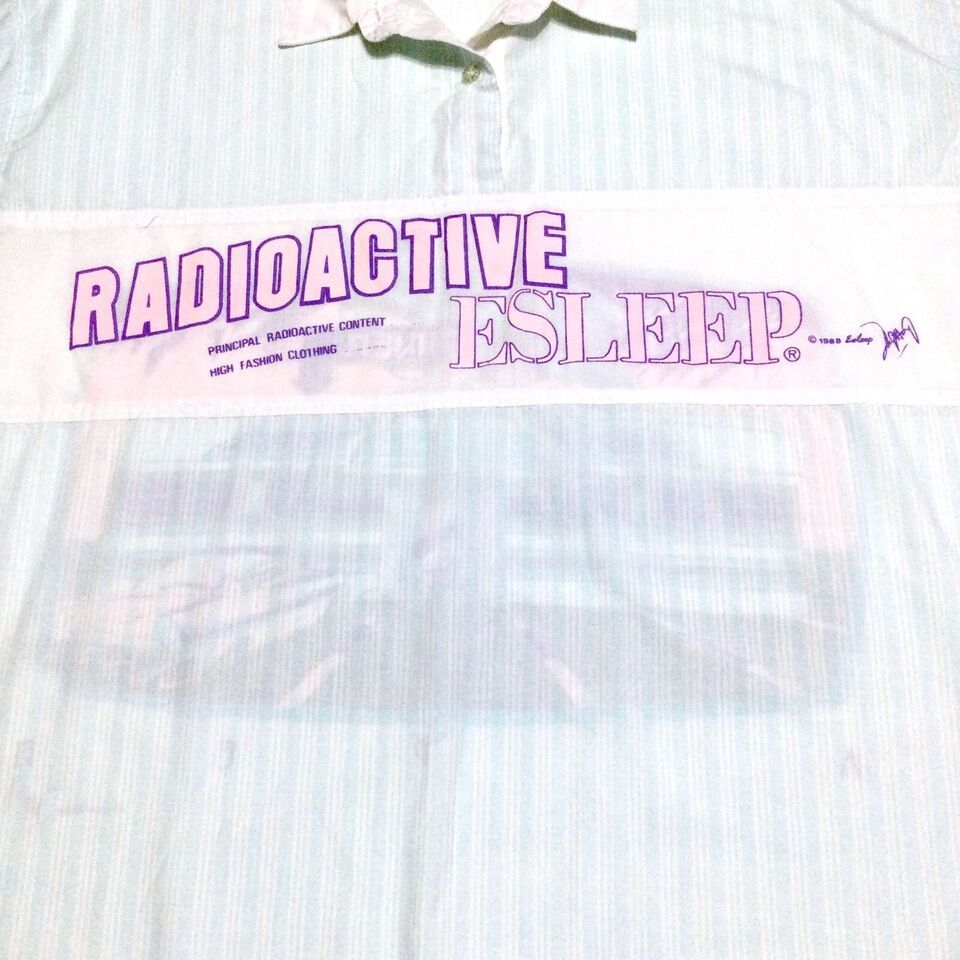 RADIOACTIVE
ESLEEP®
PRINCIPAL RADIOACTIVE CONTENT
HIGH FASHION CLOTHING
© 1988 Esleep